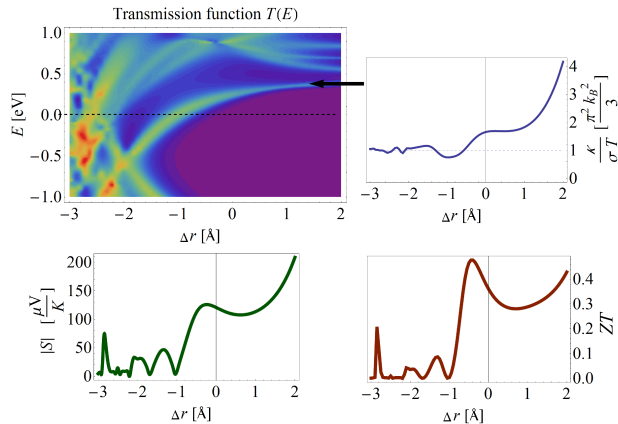 Transmission function T(E)
E [eV]
1.0
0.5
0.0
−0.5
−1.0
−3 −2 −1 0 1 2
Δr [Å]
4
3
2
1
0
κ/(σ T) [π² k_B²/3]
−3 −2 −1 0 1 2
Δr [Å]
|S| [μV/K]
200
150
100
50
0
−3 −2 −1 0 1 2
Δr [Å]
0.4
0.3
0.2
0.1
0.0
ZT
−3 −2 −1 0 1 2
Δr [Å]